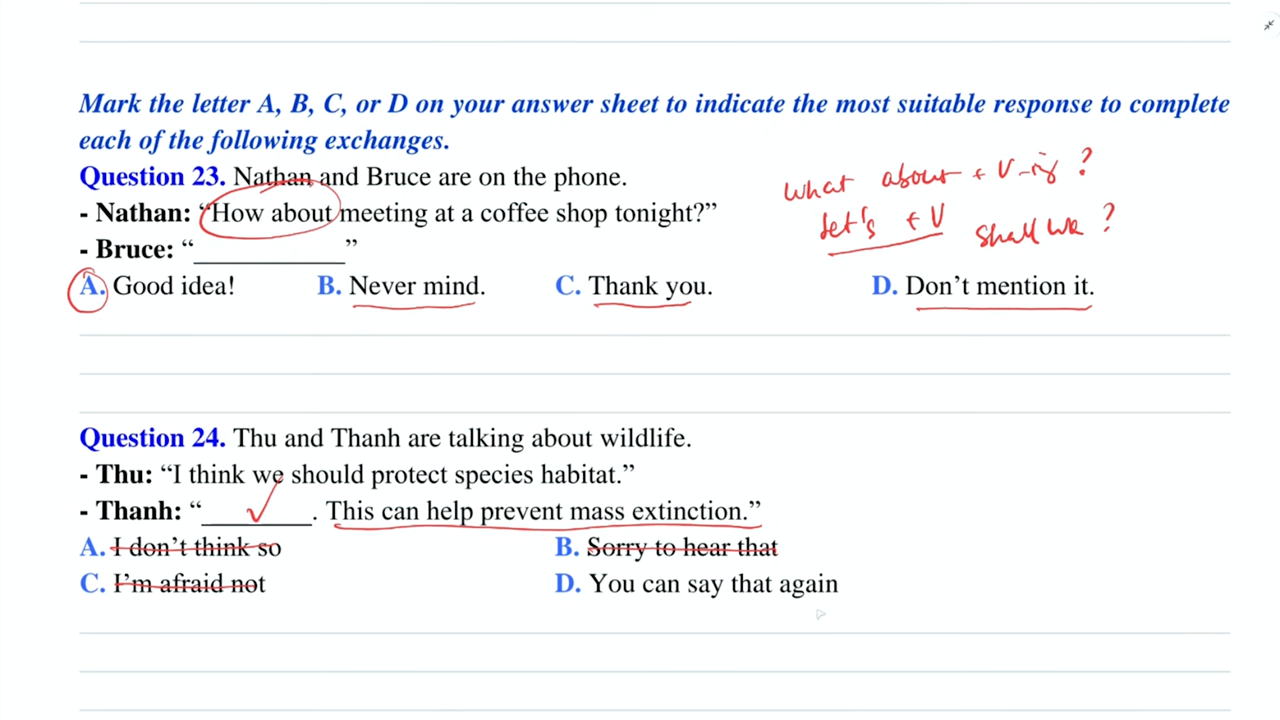 Mark the letter A, B, C, or D on your answer sheet to indicate the most suitable response to complete
each of the following exchanges.
Question 23. Nathan and Bruce are on the phone.
- Nathan: “How about meeting at a coffee shop tonight?”
- Bruce: “___________”
What about + V-ing ?
let's + V shall we ?
A. Good idea! B. Never mind. C. Thank you. D. Don’t mention it.
Question 24. Thu and Thanh are talking about wildlife.
- Thu: “I think we should protect species habitat.”
- Thanh: “________. This can help prevent mass extinction.”
A. I don’t think so B. Sorry to hear that
C. I’m afraid not D. You can say that again